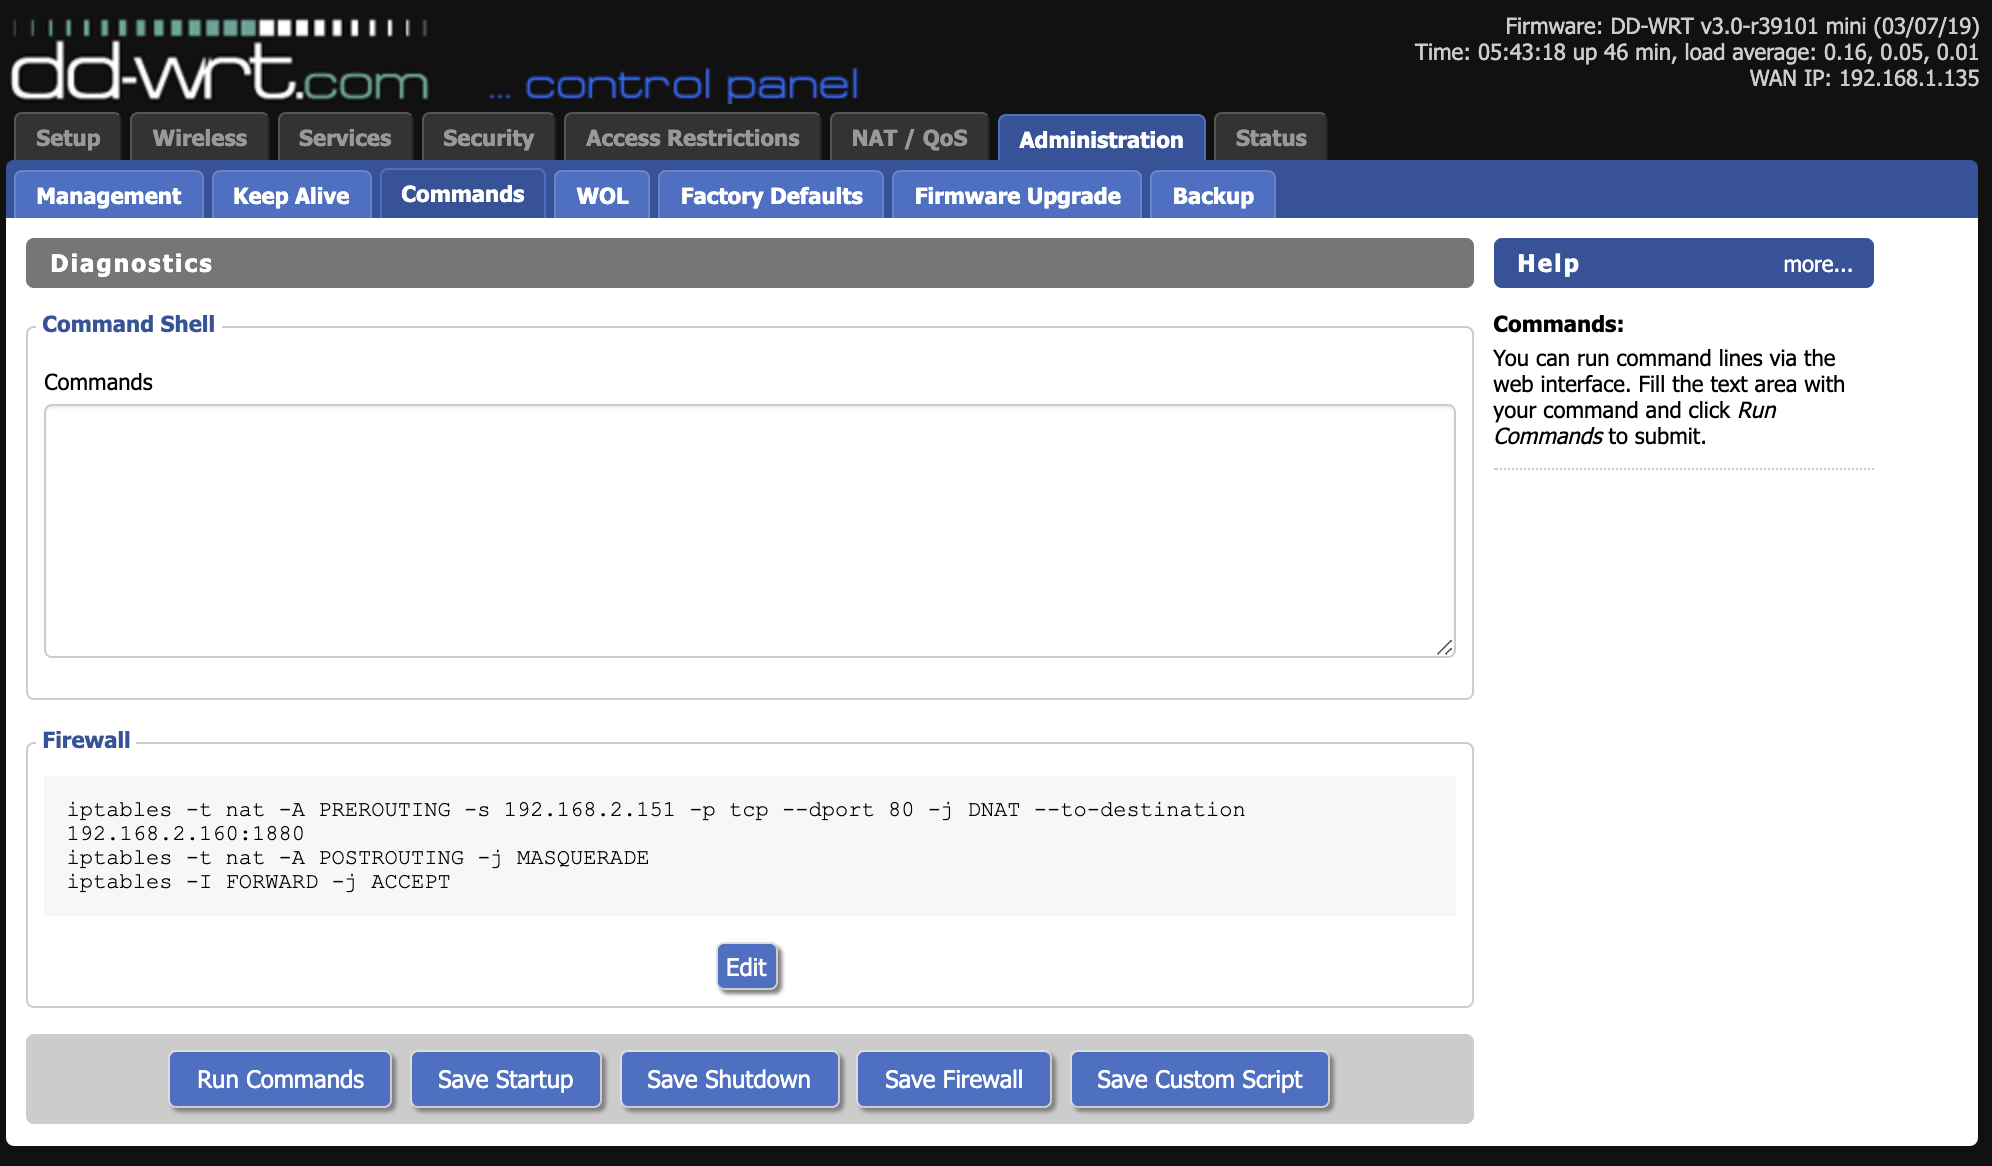 dd-wrt.com ... control panel
Firmware: DD-WRT v3.0-r39101 mini (03/07/19)
Time: 05:43:18 up 46 min, load average: 0.16, 0.05, 0.01
WAN IP: 192.168.1.135
Setup Wireless Services Security Access Restrictions NAT / QoS Administration Status
Management Keep Alive Commands WOL Factory Defaults Firmware Upgrade Backup
Diagnostics
Command Shell
Commands
Firewall
iptables -t nat -A PREROUTING -s 192.168.2.151 -p tcp --dport 80 -j DNAT --to-destination
192.168.2.160:1880
iptables -t nat -A POSTROUTING -j MASQUERADE
iptables -I FORWARD -j ACCEPT
Edit
Run Commands Save Startup Save Shutdown Save Firewall Save Custom Script
Help more...
Commands:
You can run command lines via the
web interface. Fill the text area with
your command and click Run
Commands to submit.